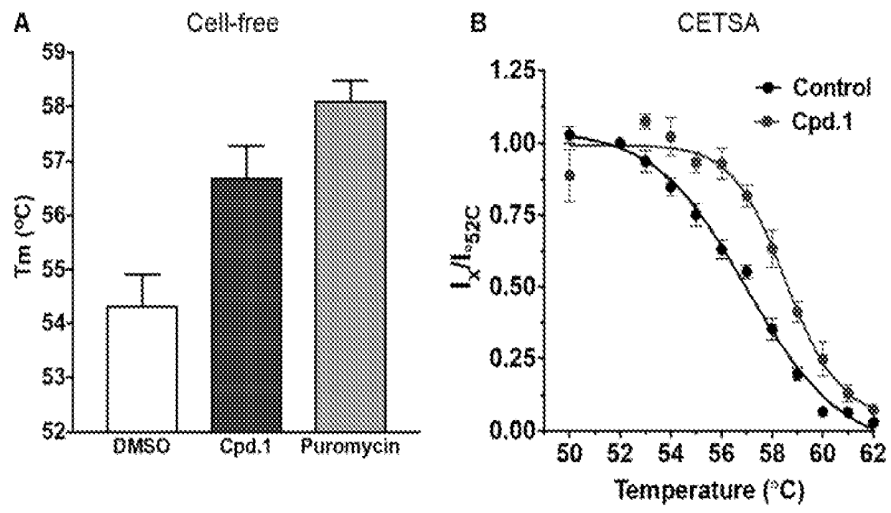 A
Cell-free
Tm (°C)
59
58
57
56
55
54
53
52
DMSO
Cpd.1
Puromycin
B
CETSA
Control
Cpd.1
Iₓ/I°52C
1.25
1.00
0.75
0.50
0.25
0.00
50 52 54 56 58 60 62
Temperature (°C)